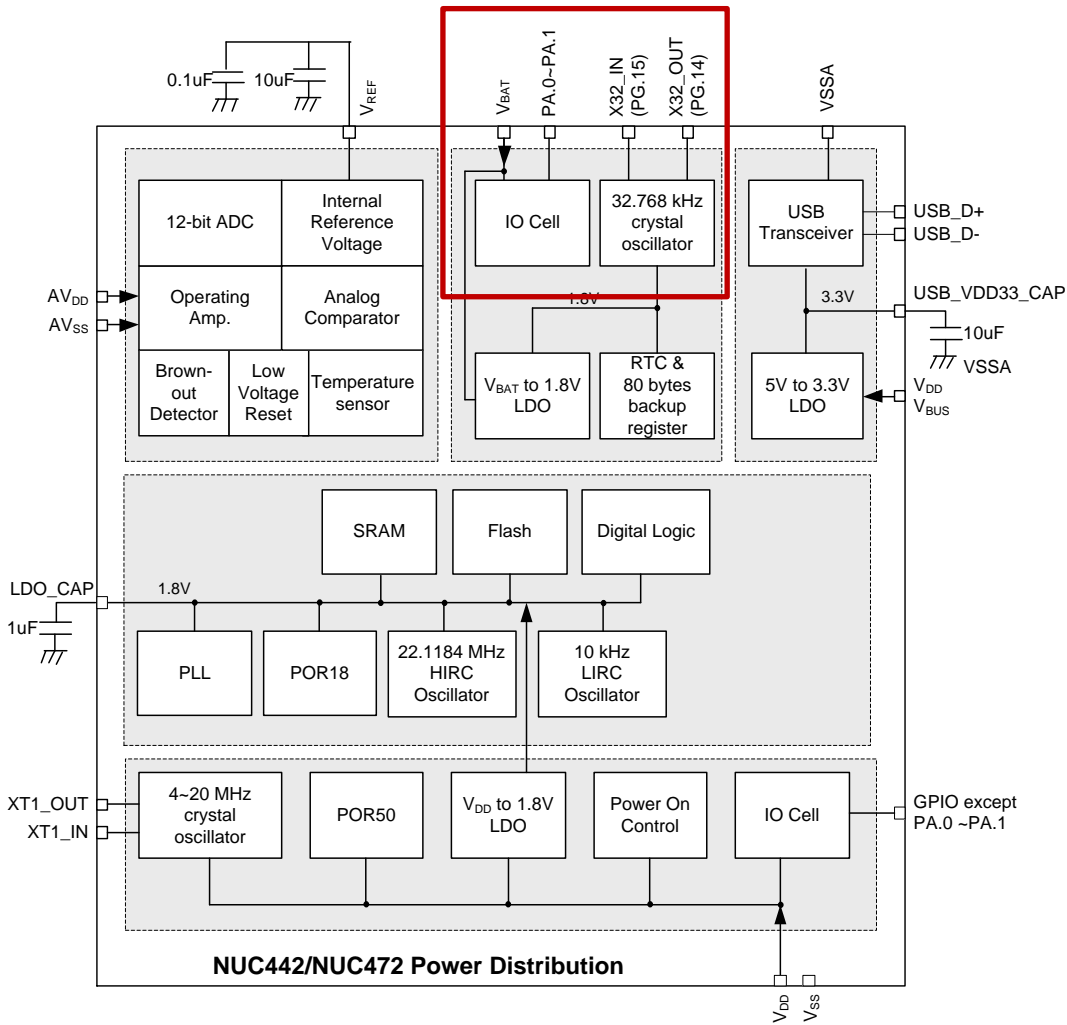 0.1uF
10uF
VREF
VBAT
PA.0~PA.1
X32_IN
(PG.15)
X32_OUT
(PG.14)
VSSA
12-bit ADC
Internal
Reference
Voltage
Operating
Amp.
Analog
Comparator
Brown-
out
Detector
Low
Voltage
Reset
Temperature
sensor
AVDD
AVSS
IO Cell
32.768 kHz
crystal
oscillator
1.8V
VBAT to 1.8V
LDO
RTC &
80 bytes
backup
register
USB
Transceiver
USB_D+
USB_D-
3.3V
USB_VDD33_CAP
10uF
VSSA
5V to 3.3V
LDO
VDD
VBUS
SRAM
Flash
Digital Logic
LDO_CAP
1.8V
1uF
PLL
POR18
22.1184 MHz
HIRC
Oscillator
10 kHz
LIRC
Oscillator
XT1_OUT
XT1_IN
4~20 MHz
crystal
oscillator
POR50
VDD to 1.8V
LDO
Power On
Control
IO Cell
GPIO except
PA.0 ~PA.1
NUC442/NUC472 Power Distribution
VDD
VSS